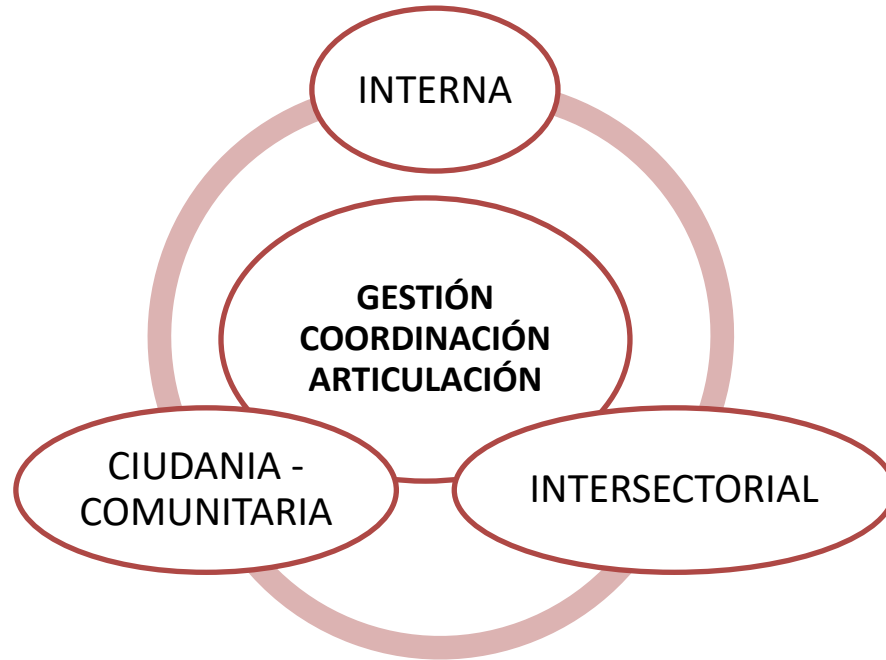 INTERNA
GESTIÓN
COORDINACIÓN
ARTICULACIÓN
CIUDANIA -
COMUNITARIA
INTERSECTORIAL